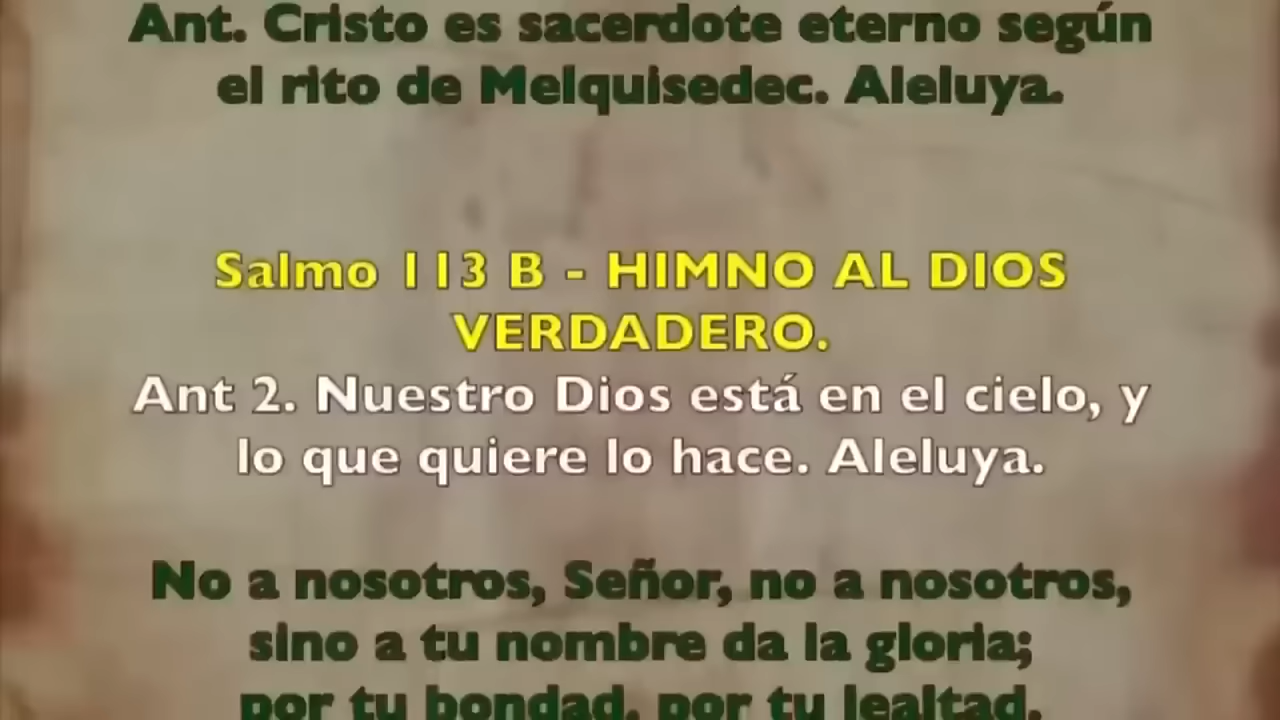 Ant. Cristo es sacerdote eterno según
el rito de Melquisedec. Aleluya.
Salmo 113 B - HIMNO AL DIOS
VERDADERO.
Ant 2. Nuestro Dios está en el cielo, y
lo que quiere lo hace. Aleluya.
No a nosotros, Señor, no a nosotros,
sino a tu nombre da la gloria;
por tu bondad, por tu lealtad.